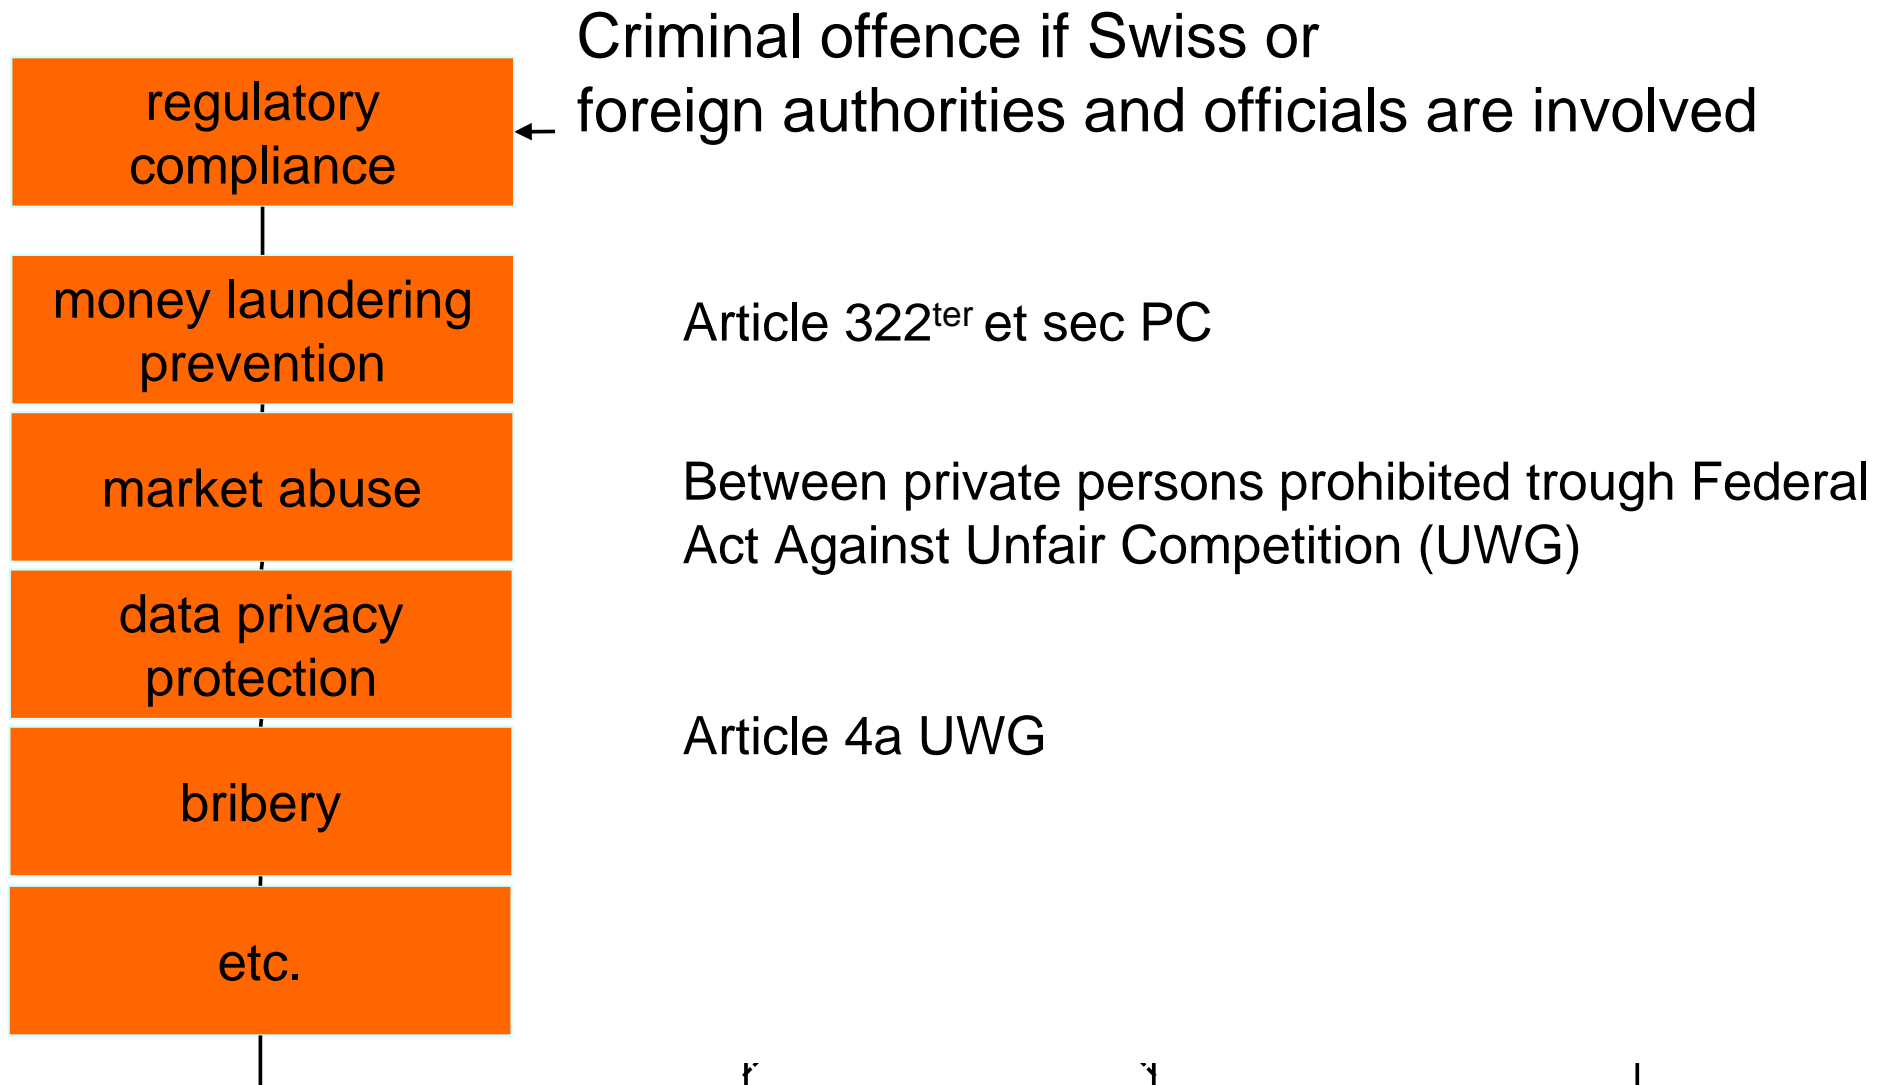 Criminal offence if Swiss or
foreign authorities and officials are involved
regulatory
compliance
money laundering
prevention
Article 322ter et sec PC
market abuse
Between private persons prohibited trough Federal
Act Against Unfair Competition (UWG)
data privacy
protection
Article 4a UWG
bribery
etc.